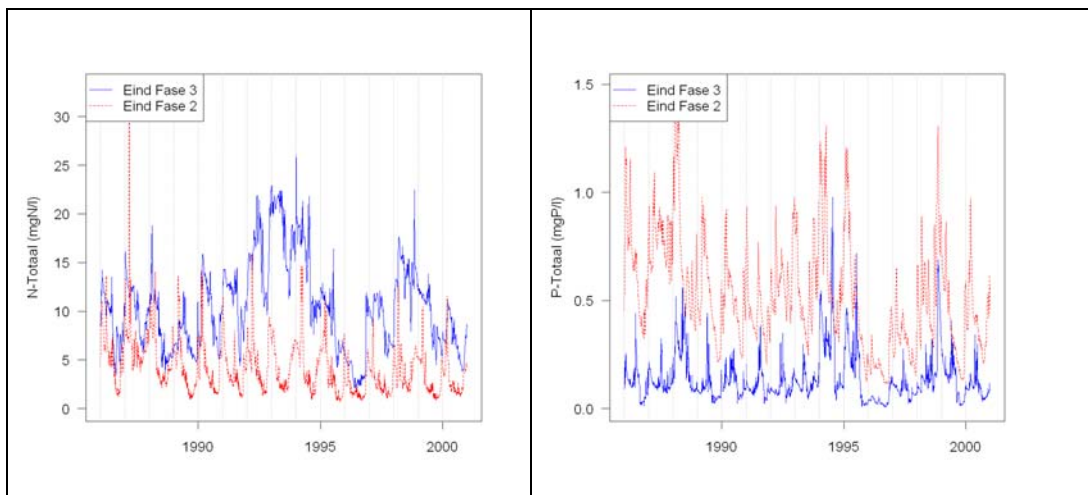 Eind Fase 3
Eind Fase 2
N-Totaal (mgN/l)
30
25
20
15
10
5
0
1990
1995
2000
Eind Fase 3
Eind Fase 2
P-Totaal (mgP/l)
1.5
1.0
0.5
0.0
1990
1995
2000